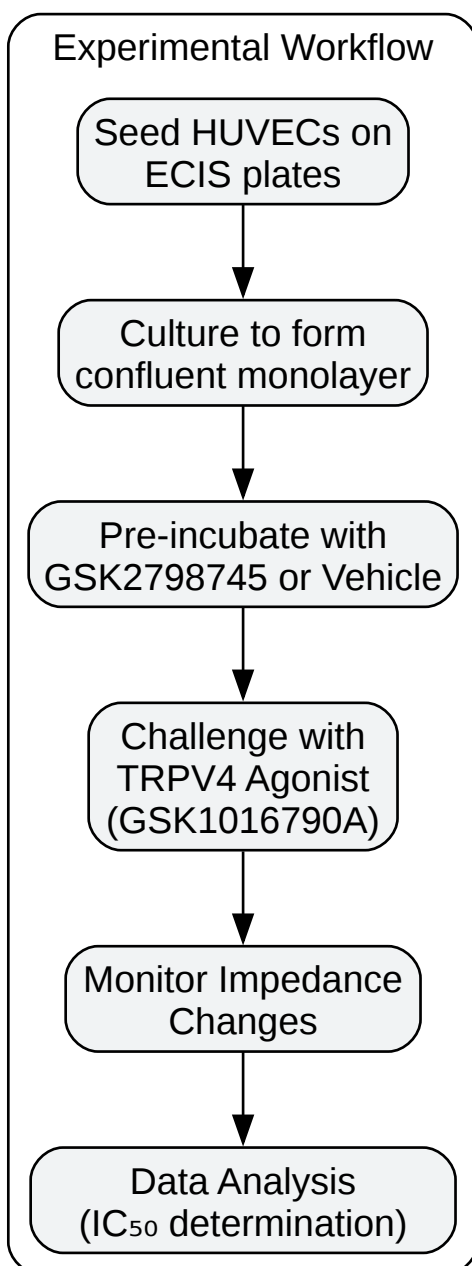 Experimental Workflow
Seed HUVECs on
ECIS plates
Culture to form
confluent monolayer
Pre-incubate with
GSK2798745 or Vehicle
Challenge with
TRPV4 Agonist
(GSK1016790A)
Monitor Impedance
Changes
Data Analysis
(IC₅₀ determination)